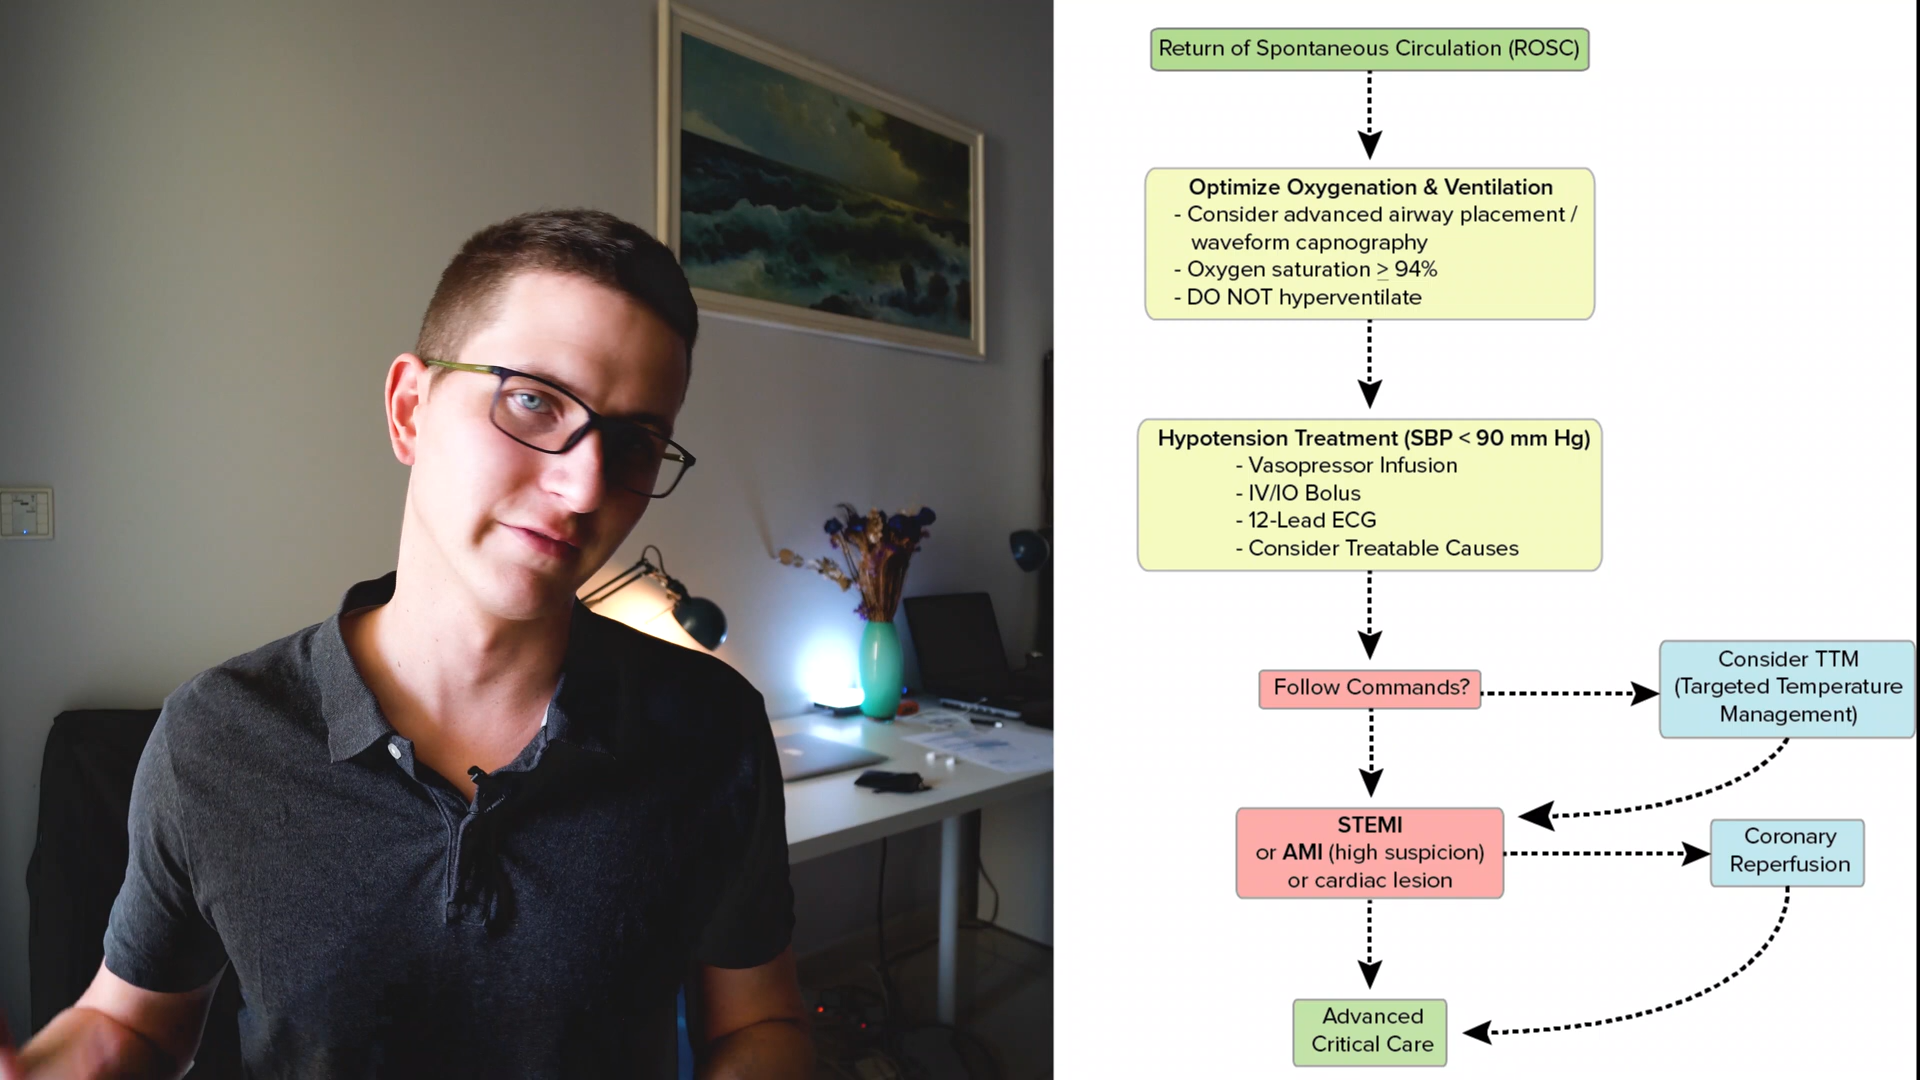 Return of Spontaneous Circulation (ROSC)
Optimize Oxygenation & Ventilation
- Consider advanced airway placement /
waveform capnography
- Oxygen saturation ≥ 94%
- DO NOT hyperventilate
Hypotension Treatment (SBP < 90 mm Hg)
- Vasopressor Infusion
- IV/IO Bolus
- 12-Lead ECG
- Consider Treatable Causes
Follow Commands?
Consider TTM
(Targeted Temperature
Management)
STEMI
or AMI (high suspicion)
or cardiac lesion
Coronary
Reperfusion
Advanced
Critical Care